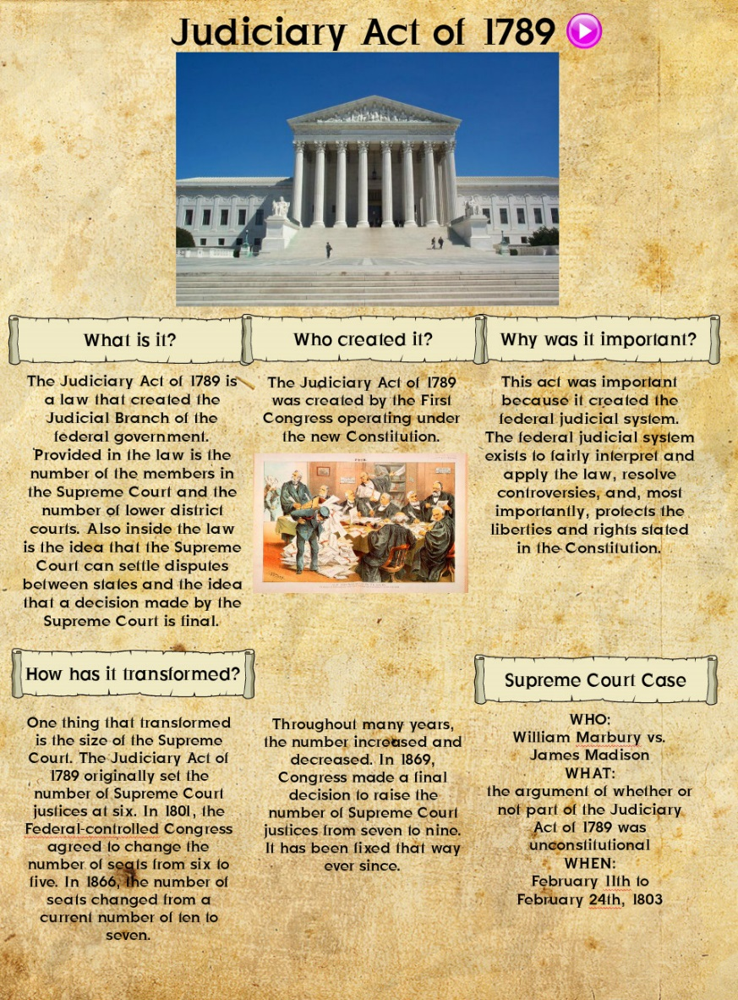 Judiciary Act of 1789
What is it?
The Judiciary Act of 1789 is
a law that created the
Judicial Branch of the
federal government.
Provided in the law is the
number of the members in
the Supreme Court and the
number of lower district
courts. Also inside the law
is the idea that the Supreme
Court can settle disputes
between states and the idea
that a decision made by the
Supreme Court is final.
Who created it?
The Judiciary Act of 1789
was created by the First
Congress operating under
the new Constitution.
Why was it important?
This act was important
because it created the
federal judicial system.
The federal judicial system
exists to fairly interpret and
apply the law, resolve
controversies, and, most
importantly, protects the
liberties and rights stated
in the Constitution.
How has it transformed?
One thing that transformed
is the size of the Supreme
Court. The Judiciary Act of
1789 originally set the
number of Supreme Court
justices at six. In 1801, the
Federal-controlled Congress
agreed to change the
number of seats from six to
five. In 1866, the number of
seats changed from a
current number of ten to
seven.
Throughout many years,
the number increased and
decreased. In 1869,
Congress made a final
decision to raise the
number of Supreme Court
justices from seven to nine.
It has been fixed that way
ever since.
Supreme Court Case
WHO:
William Marbury vs.
James Madison
WHAT:
the argument of whether or
not part of the Judiciary
Act of 1789 was
unconstitutional
WHEN:
February 11th to
February 24th, 1803